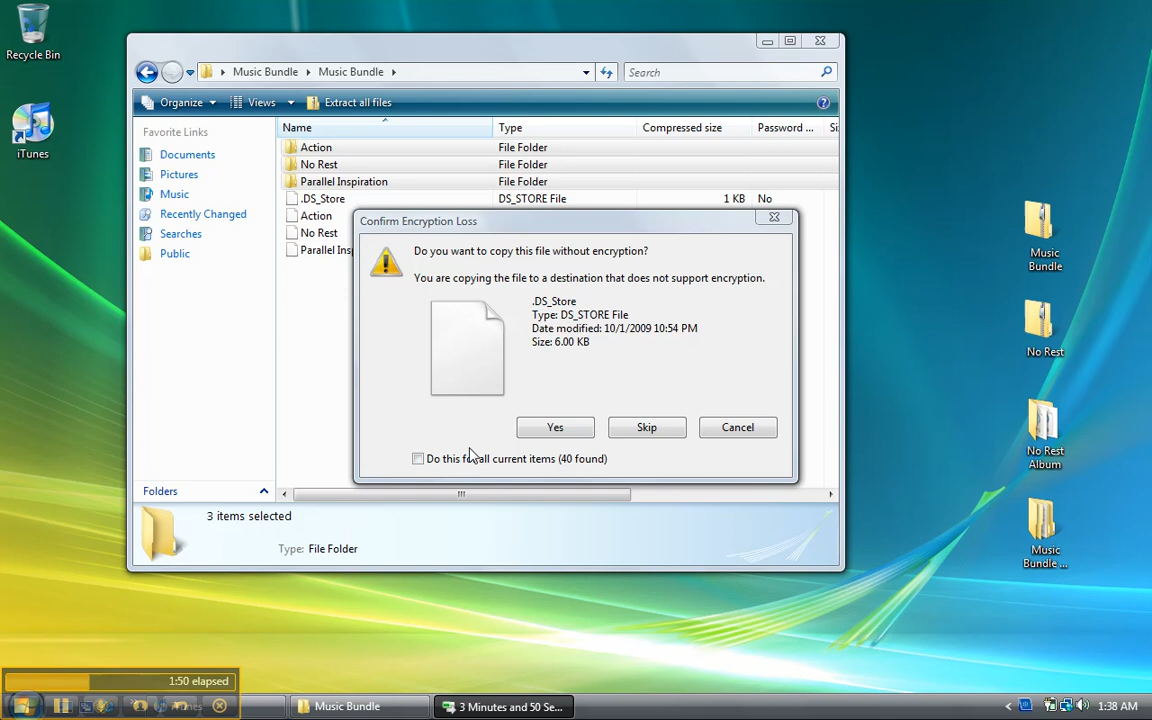 Recycle Bin
iTunes
Music Bundle
Music Bundle
Search
Organize
Views
Extract all files
Favorite Links
Documents
Pictures
Music
Recently Changed
Searches
Public
Folders
Name
Type
Compressed size
Password ...
Action
File Folder
No Rest
File Folder
Parallel Inspiration
File Folder
.DS_Store
DS_STORE File
1 KB
No
Action
No Rest
Confirm Encryption Loss
Do you want to copy this file without encryption?
You are copying the file to a destination that does not support encryption.
.DS_Store
Type: DS_STORE File
Date modified: 10/1/2009 10:54 PM
Size: 6.00 KB
Yes
Skip
Cancel
Do this for all current items (40 found)
3 items selected
Type: File Folder
Music
Bundle
No Rest
No Rest
Album
Music
Bundle ...
1:50 elapsed
Music Bundle
3 Minutes and 50 Se...
1:38 AM